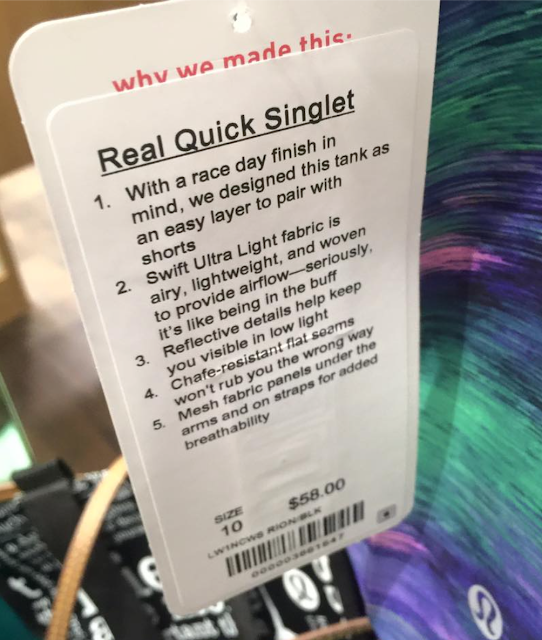 why we made this:
Real Quick Singlet
1. With a race day finish in
mind, we designed this tank as
an easy layer to pair with
shorts
2. Swift Ultra Light fabric is
airy, lightweight, and woven
to provide airflow—seriously,
it's like being in the buff
3. Reflective details help keep
you visible in low light
4. Chafe-resistant flat seams
won't rub you the wrong way
5. Mesh fabric panels under the
arms and on straps for added
breathability
SIZE $58.00
10
LW1NCWS RION/BLK